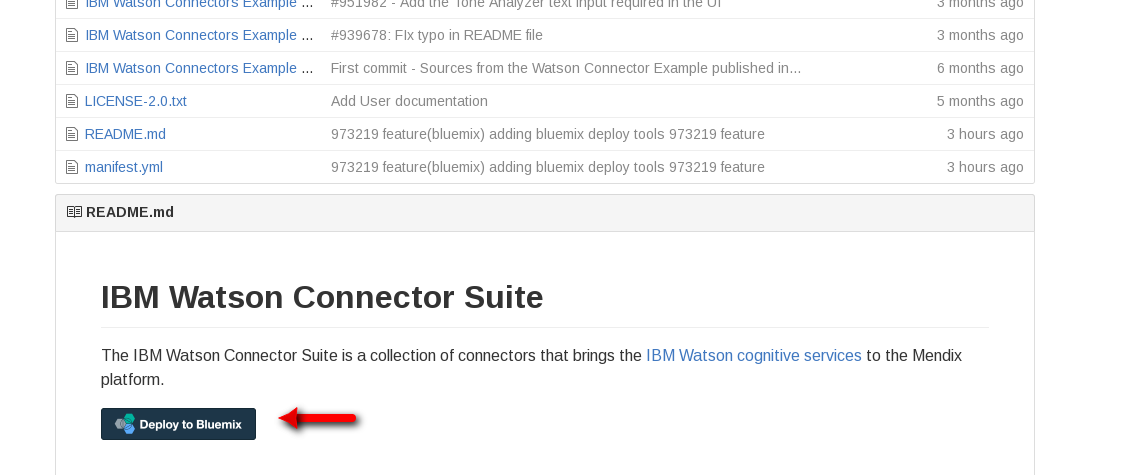 IBM Watson Connectors Example ... #951982 - Add the Tone Analyzer text input required in the UI 3 months ago
IBM Watson Connectors Example ... #939678: FIx typo in README file 3 months ago
IBM Watson Connectors Example ... First commit - Sources from the Watson Connector Example published in... 6 months ago
LICENSE-2.0.txt Add User documentation 5 months ago
README.md 973219 feature(bluemix) adding bluemix deploy tools 973219 feature 3 hours ago
manifest.yml 973219 feature(bluemix) adding bluemix deploy tools 973219 feature 3 hours ago
README.md
IBM Watson Connector Suite
The IBM Watson Connector Suite is a collection of connectors that brings the IBM Watson cognitive services to the Mendix
platform.
Deploy to Bluemix